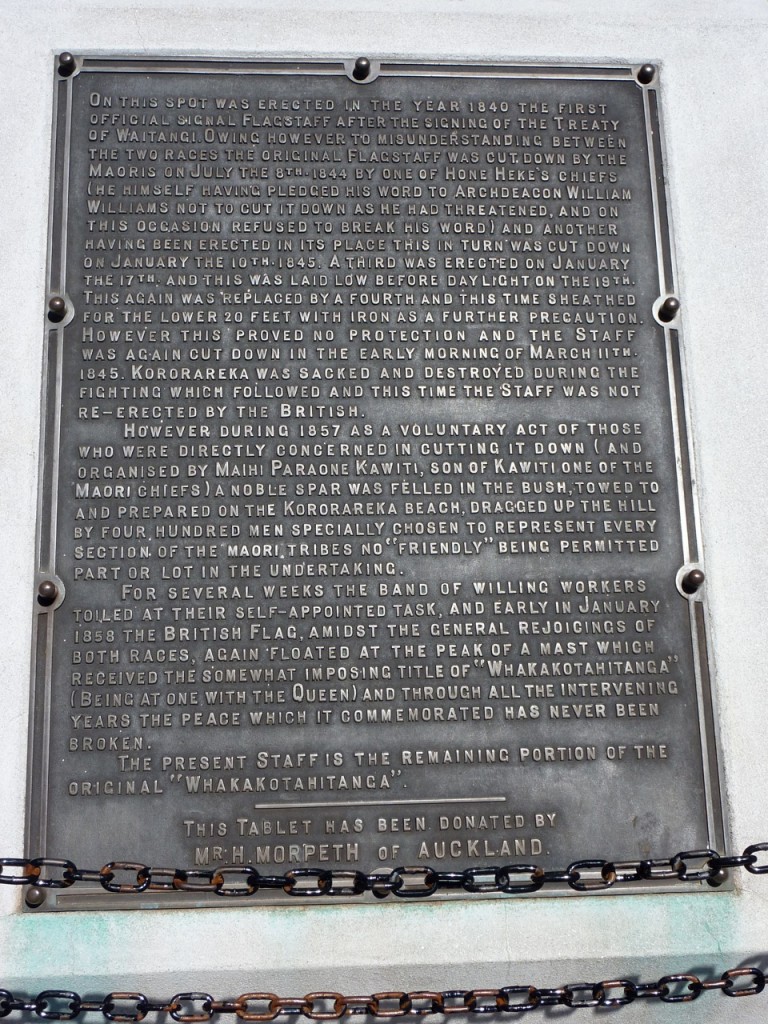 ON THIS SPOT WAS ERECTED IN THE YEAR 1840 THE FIRST
OFFICIAL SIGNAL FLAGSTAFF AFTER THE SIGNING OF THE TREATY
OF WAITANGI. OWING HOWEVER TO MISUNDERSTANDING BETWEEN
THE TWO RACES THE ORIGINAL FLAGSTAFF WAS CUT DOWN BY THE
MAORIS ON JULY THE 8TH. 1844 BY ONE OF HONE HEKE'S CHIEFS
(HE HIMSELF HAVING PLEDGED HIS WORD TO ARCHDEACON WILLIAM
WILLIAMS NOT TO CUT IT DOWN AS HE HAD THREATENED, AND ON
THIS OCCASION REFUSED TO BREAK HIS WORD) AND ANOTHER
HAVING BEEN ERECTED IN ITS PLACE THIS IN TURN WAS CUT DOWN
ON JANUARY THE 10TH. 1845. A THIRD WAS ERECTED ON JANUARY
THE 17TH. AND THIS WAS LAID LOW BEFORE DAYLIGHT ON THE 19TH.
THIS AGAIN WAS REPLACED BY A FOURTH AND THIS TIME SHEATHED
FOR THE LOWER 20 FEET WITH IRON AS A FURTHER PRECAUTION.
HOWEVER THIS PROVED NO PROTECTION AND THE STAFF
WAS AGAIN CUT DOWN IN THE EARLY MORNING OF MARCH 11TH.
1845. KORORAREKA WAS SACKED AND DESTROYED DURING THE
FIGHTING WHICH FOLLOWED AND THIS TIME THE STAFF WAS NOT
RE-ERECTED BY THE BRITISH.
HOWEVER DURING 1857 AS A VOLUNTARY ACT OF THOSE
WHO WERE DIRECTLY CONCERNED IN CUTTING IT DOWN (AND
ORGANISED BY MAIHI PARAONE KAWITI, SON OF KAWITI ONE OF THE
MAORI CHIEFS) A NOBLE SPAR WAS FELLED IN THE BUSH, TOWED TO
AND PREPARED ON THE KORORAREKA BEACH, DRAGGED UP THE HILL
BY FOUR HUNDRED MEN SPECIALLY CHOSEN TO REPRESENT EVERY
SECTION OF THE MAORI TRIBES NO "FRIENDLY" BEING PERMITTED
PART OR LOT IN THE UNDERTAKING.
FOR SEVERAL WEEKS THE BAND OF WILLING WORKERS
TOILED AT THEIR SELF-APPOINTED TASK, AND EARLY IN JANUARY
1858 THE BRITISH FLAG, AMIDST THE GENERAL REJOICINGS OF
BOTH RACES, AGAIN FLOATED AT THE PEAK OF A MAST WHICH
RECEIVED THE SOMEWHAT IMPOSING TITLE OF "WHAKAKOTAHITANGA"
(BEING AT ONE WITH THE QUEEN) AND THROUGH ALL THE INTERVENING
YEARS THE PEACE WHICH IT COMMEMORATED HAS NEVER BEEN
BROKEN.
THE PRESENT STAFF IS THE REMAINING PORTION OF THE
ORIGINAL "WHAKAKOTAHITANGA".
THIS TABLET HAS BEEN DONATED BY
MR. H. MORPETH OF AUCKLAND.